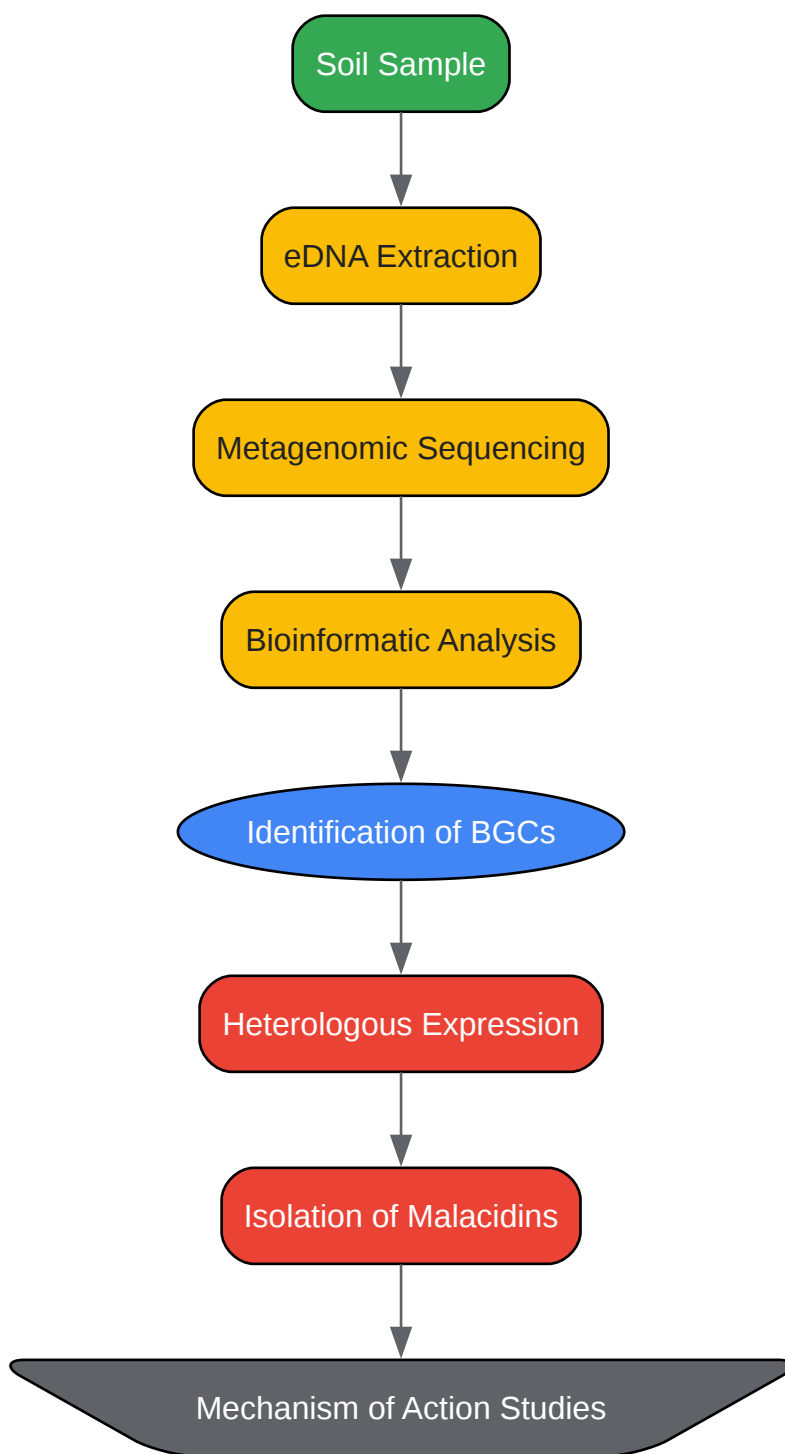 Soil Sample
eDNA Extraction
Metagenomic Sequencing
Bioinformatic Analysis
Identification of BGCs
Heterologous Expression
Isolation of Malacidins
Mechanism of Action Studies